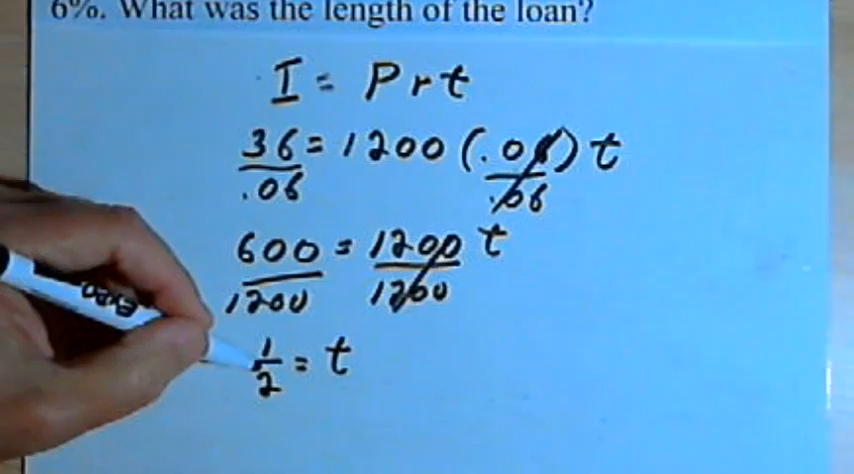 6%. What was the length of the loan?
I = Prt
36/.06 = 1200(.06)/.06 t
600/1200 = 1200/1200 t
1/2 = t
Expo